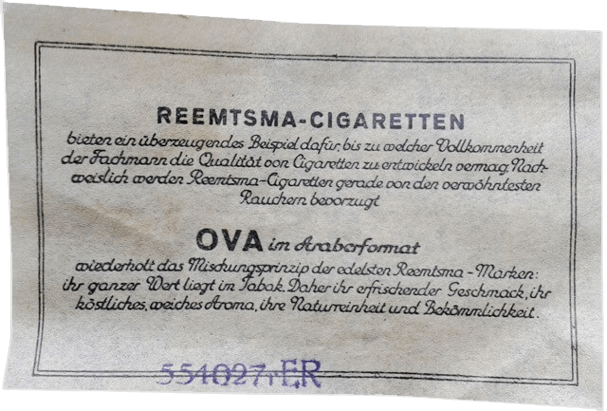 REEMTSMA-CIGARETTEN
bieten ein überzeugendes Beispiel dafür, bis zu welcher Vollkommenheit
der Fachmann die Qualität von Cigaretten zu entwickeln vermag. Nach-
weislich werden Reemtsma-Cigaretten gerade von den verwöhntesten
Rauchern bevorzugt
OVA im Araberformat
wiederholt das Mischungsprinzip der edelsten Reemtsma-Marken:
ihr ganzer Wert liegt im Tabak. Daher ihr erfrischender Geschmack, ihr
köstliches, weiches Aroma, ihre Naturreinheit und Bekömmlichkeit.
554027rER